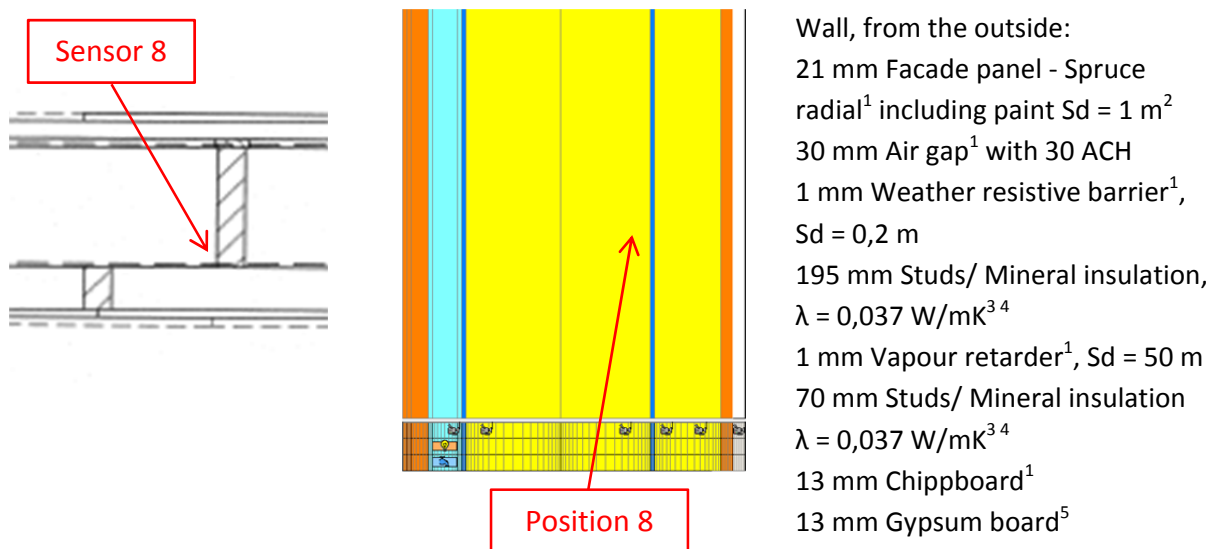 Sensor 8
Position 8
Wall, from the outside:
21 mm Facade panel - Spruce
radial¹ including paint Sd = 1 m²
30 mm Air gap¹ with 30 ACH
1 mm Weather resistive barrier¹,
Sd = 0,2 m
195 mm Studs/ Mineral insulation,
λ = 0,037 W/mK³ ⁴
1 mm Vapour retarder¹, Sd = 50 m
70 mm Studs/ Mineral insulation
λ = 0,037 W/mK³ ⁴
13 mm Chippboard¹
13 mm Gypsum board⁵